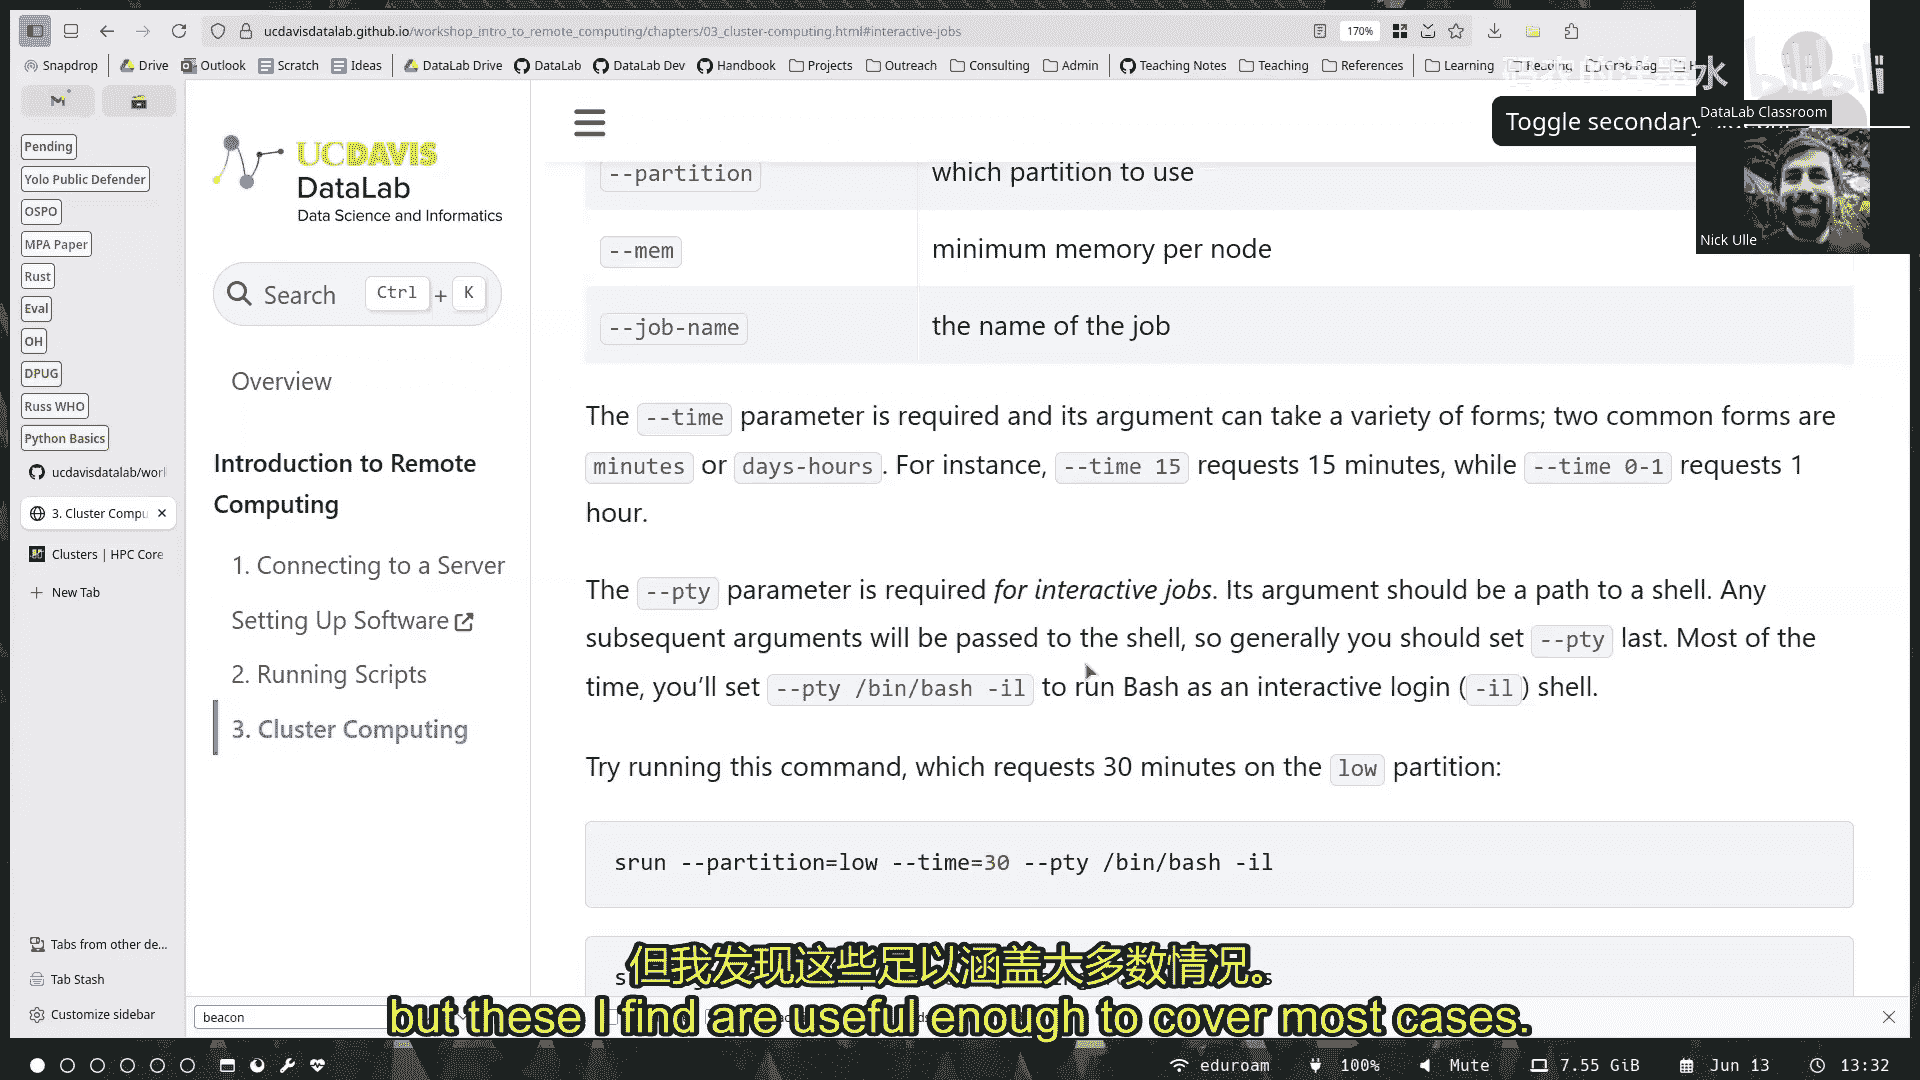 ucdavisdatalab.github.io/workshop_intro_to_remote_computing/chapters/03_cluster-computing.html#interactive-jobs
170%
Snapdrop Drive Outlook Scratch Ideas DataLab Drive DataLab DataLab Dev Handbook Projects Outreach Consulting Admin Teaching Notes Teaching References Learning Reading Grab Bag
bilibili
Toggle secondary
DataLab Classroom
Nick Ulle
Pending
Yolo Public Defender
OSPO
MPA Paper
Rust
Eval
OH
DPUG
Russ WHO
Python Basics
ucdavisdatalab/wor
3. Cluster Compu
Clusters | HPC Core
New Tab
Tabs from other de...
Tab Stash
Customize sidebar
UCDAVIS
DataLab
Data Science and Informatics
Search Ctrl + K
Overview
Introduction to Remote
Computing
1. Connecting to a Server
Setting Up Software
2. Running Scripts
3. Cluster Computing
--partition which partition to use
--mem minimum memory per node
--job-name the name of the job
The --time parameter is required and its argument can take a variety of forms; two common forms are
minutes or days-hours. For instance, --time 15 requests 15 minutes, while --time 0-1 requests 1
hour.
The --pty parameter is required for interactive jobs. Its argument should be a path to a shell. Any
subsequent arguments will be passed to the shell, so generally you should set --pty last. Most of the
time, you'll set --pty /bin/bash -il to run Bash as an interactive login (-il) shell.
Try running this command, which requests 30 minutes on the low partition:
srun --partition=low --time=30 --pty /bin/bash -il
但我发现这些足以涵盖大多数情况。
but these I find are useful enough to cover most cases.
beacon
eduroam 100% Mute 7.55 GiB Jun 13 13:32